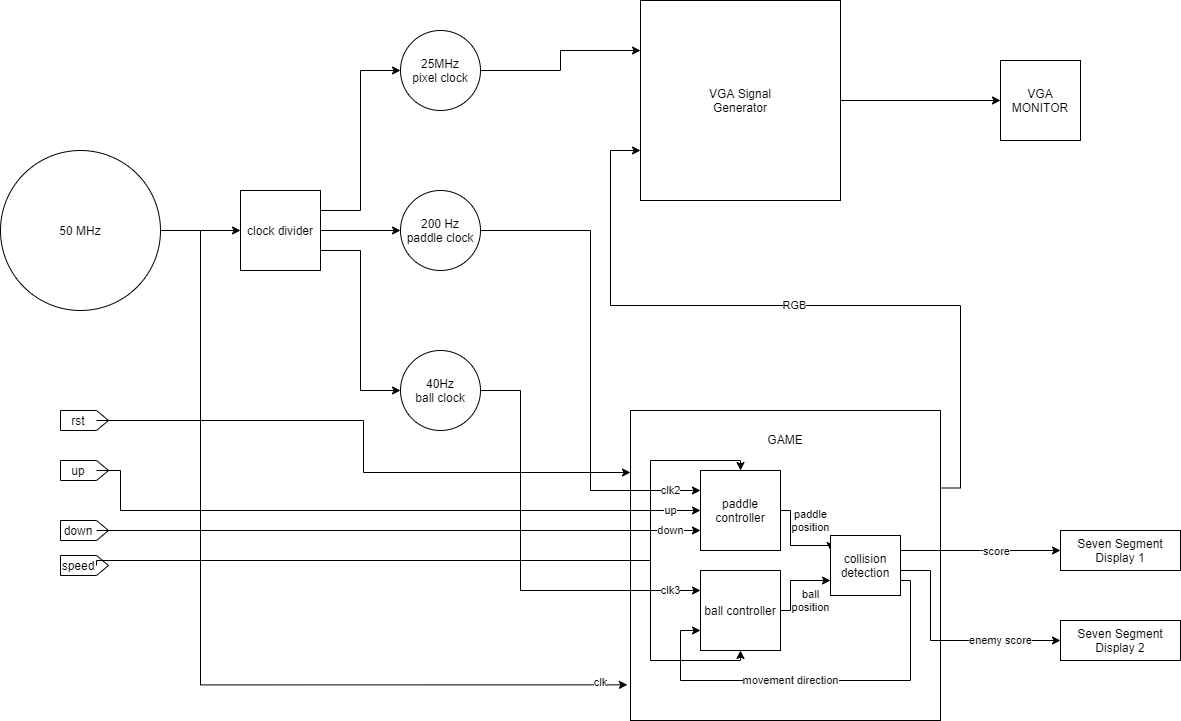 25MHz
pixel clock
VGA Signal
Generator
VGA
MONITOR
50 MHz
clock divider
200 Hz
paddle clock
RGB
40Hz
ball clock
rst
up
down
speed
GAME
clk2
up
down
paddle
controller
paddle
position
collision
detection
clk3
ball controller
ball
position
movement direction
clk
score
Seven Segment
Display 1
enemy score
Seven Segment
Display 2